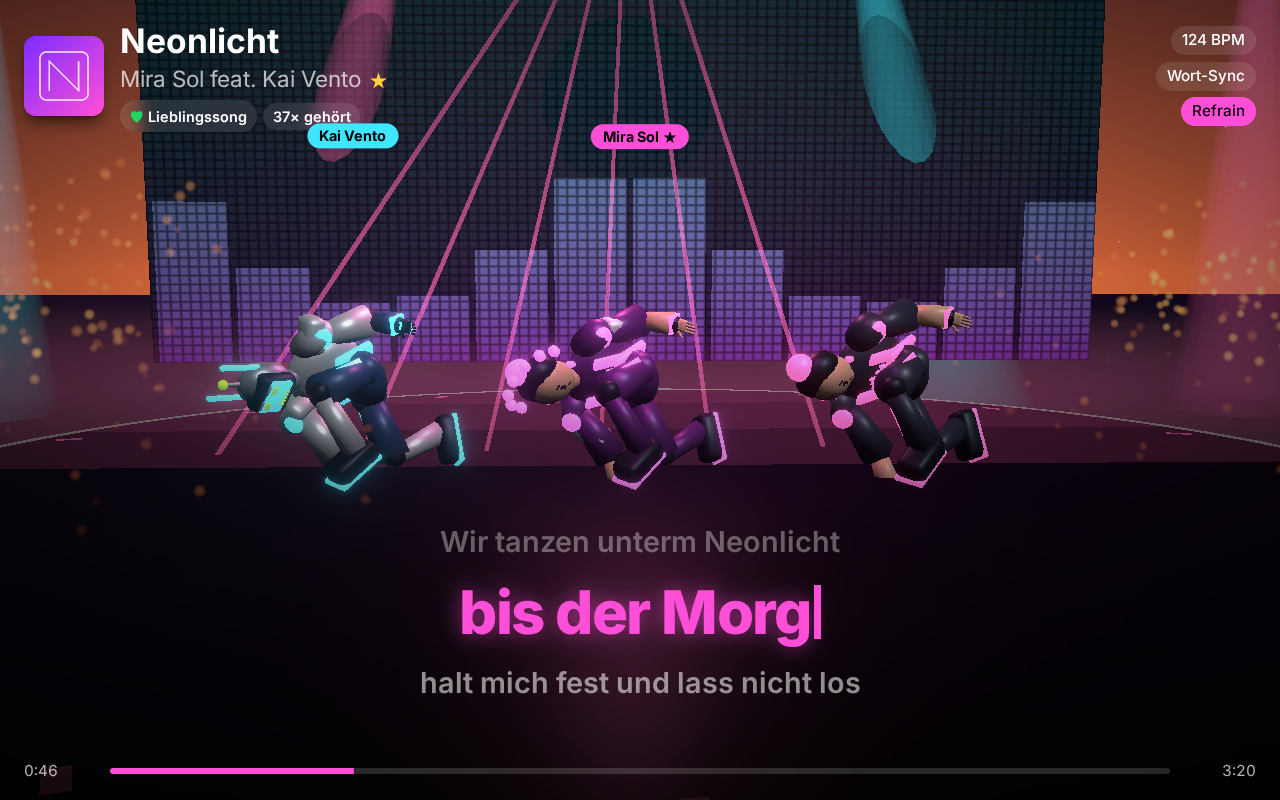 Neonlicht
Mira Sol feat. Kai Vento ★
Lieblingssong
37× gehört
124 BPM
Wort-Sync
Refrain
Kai Vento
Mira Sol ★
Wir tanzen unterm Neonlicht
bis der Morg
halt mich fest und lass nicht los
0:46
3:20